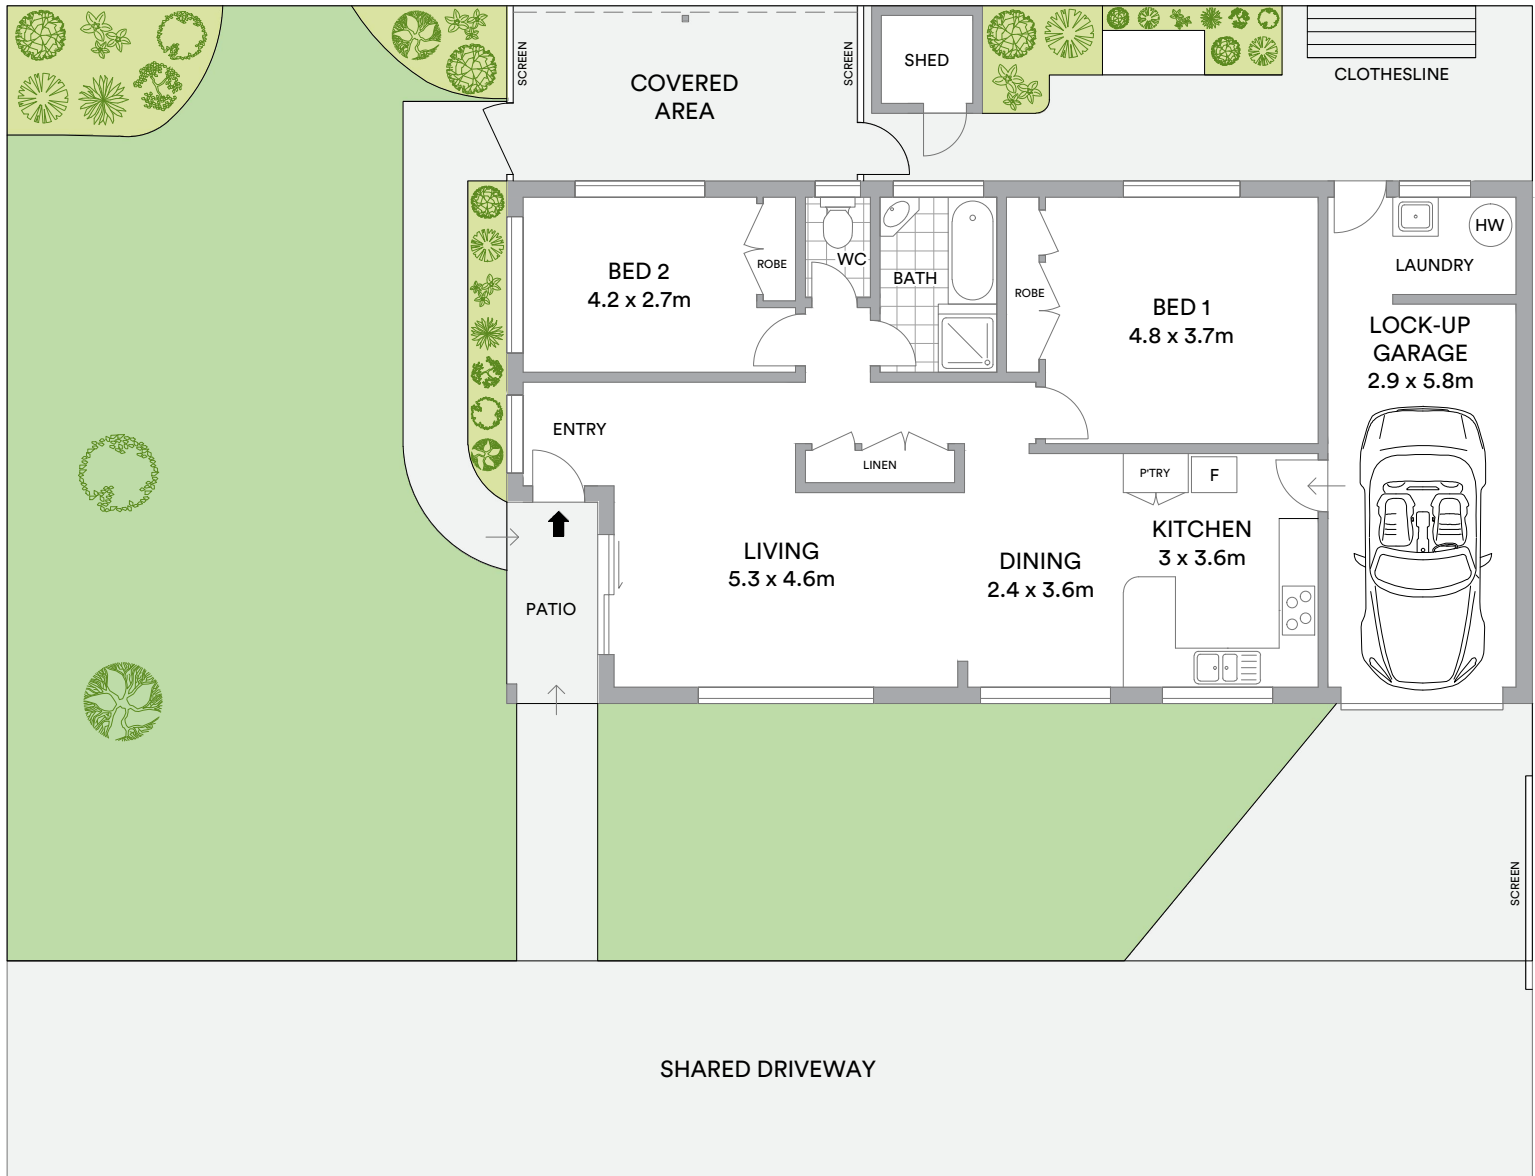 SCREEN
COVERED
AREA
SCREEN
SHED
CLOTHESLINE
BED 2
4.2 x 2.7m
ROBE
WC
BATH
ROBE
BED 1
4.8 x 3.7m
HW
LAUNDRY
LOCK-UP
GARAGE
2.9 x 5.8m
ENTRY
LINEN
P'TRY
F
KITCHEN
3 x 3.6m
LIVING
5.3 x 4.6m
DINING
2.4 x 3.6m
PATIO
SCREEN
SHARED DRIVEWAY